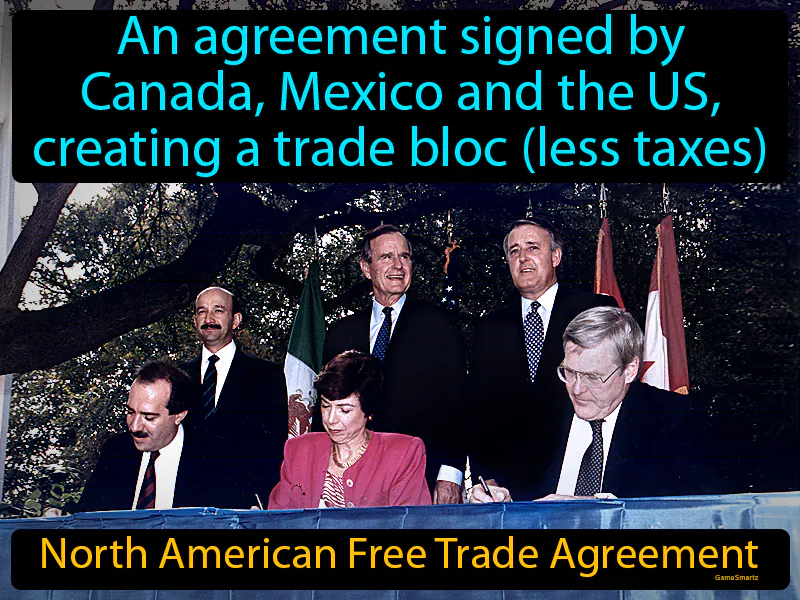 An agreement signed by
Canada, Mexico and the US,
creating a trade bloc (less taxes)
North American Free Trade Agreement
GameSmartz